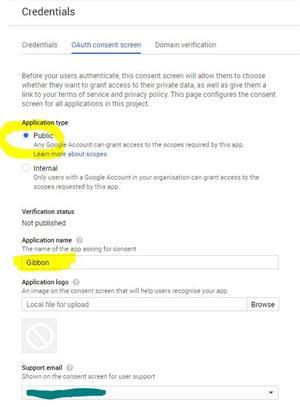 Credentials
Credentials OAuth consent screen Domain verification
Before your users authenticate, this consent screen will allow them to choose
whether they want to grant access to their private data, as well as give them a
link to your terms of service and privacy policy. This page configures the consent
screen for all applications in this project.
Application type
Public
Any Google Account can grant access to the scopes required by this app.
Learn more about scopes
Internal
Only users with a Google Account in your organisation can grant access to the
scopes requested by this app.
Verification status
Not published
Application name
The name of the app asking for consent
Gibbon
Application logo
An image on the consent screen that will help users recognise your app
Local file for upload Browse
Support email
Shown on the consent screen for user support